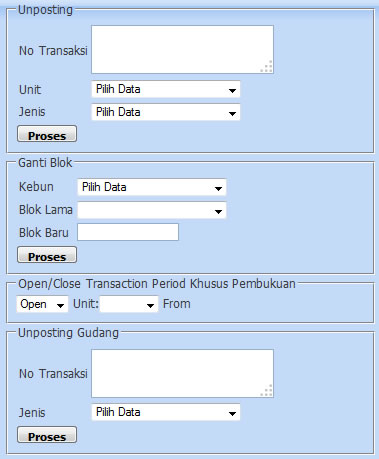 Unposting
No Transaksi
Unit Pilih Data
Jenis Pilih Data
Proses
Ganti Blok
Kebun Pilih Data
Blok Lama
Blok Baru
Proses
Open/Close Transaction Period Khusus Pembukuan
Open Unit: From
Unposting Gudang
No Transaksi
Jenis Pilih Data
Proses